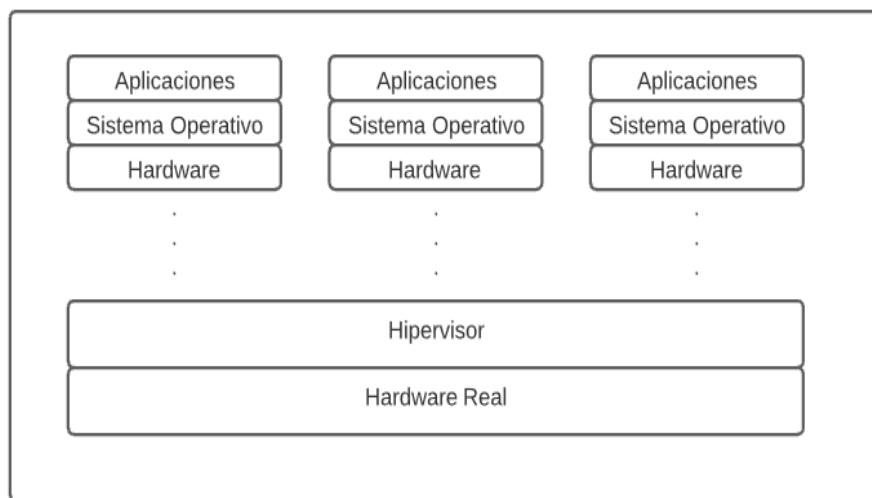 Aplicaciones
Sistema Operativo
Hardware
Aplicaciones
Sistema Operativo
Hardware
Aplicaciones
Sistema Operativo
Hardware
Hipervisor
Hardware Real